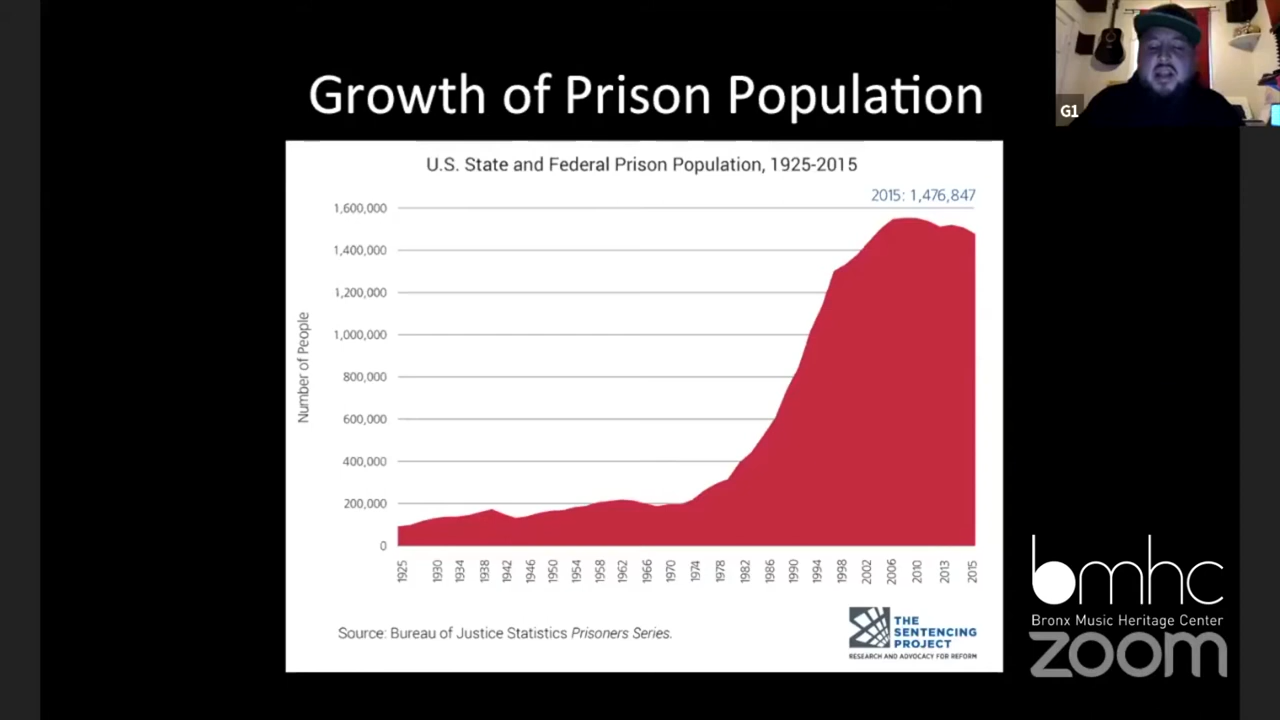 Growth of Prison Population
G1
U.S. State and Federal Prison Population, 1925-2015
2015: 1,476,847
1,600,000
1,400,000
1,200,000
1,000,000
800,000
600,000
400,000
200,000
0
Number of People
1925
1930
1934
1938
1942
1946
1950
1954
1958
1962
1966
1970
1974
1978
1982
1986
1990
1994
1998
2002
2006
2010
2013
2015
Source: Bureau of Justice Statistics Prisoners Series.
THE
SENTENCING
PROJECT
RESEARCH AND ADVOCACY FOR REFORM
bmhc
Bronx Music Heritage Center
zoom